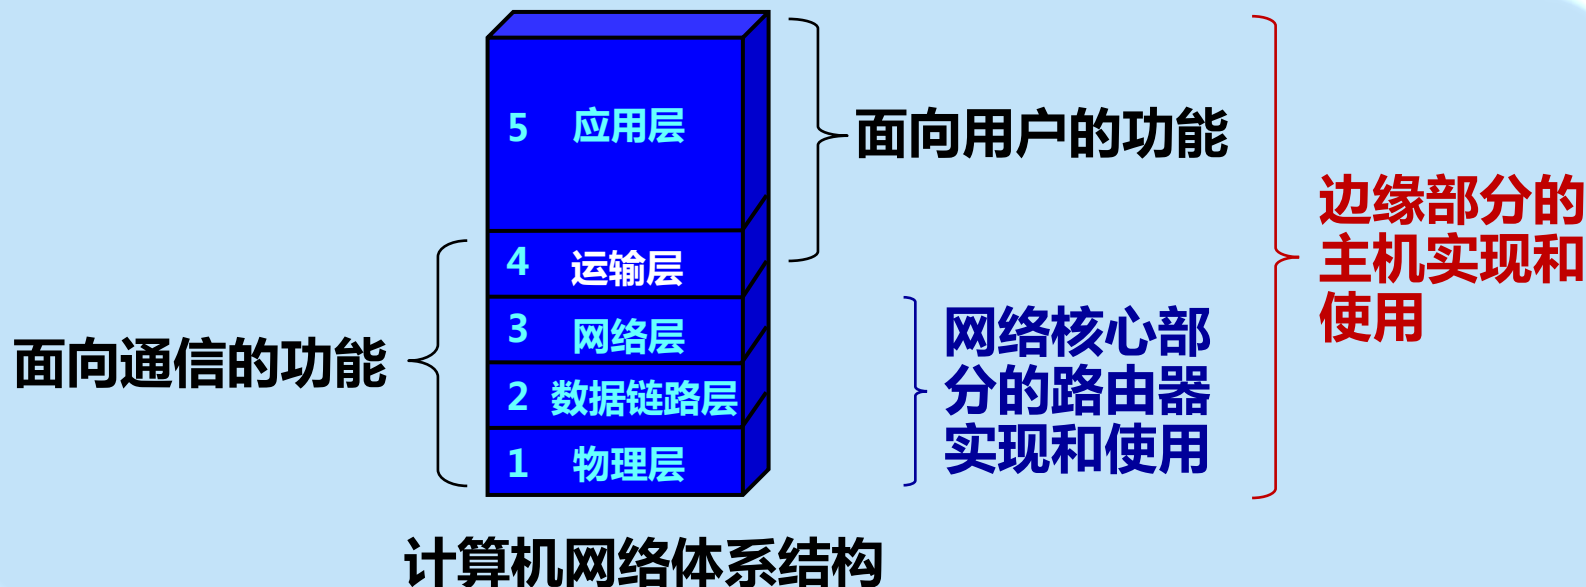 5 应用层
4 运输层
3 网络层
2 数据链路层
1 物理层
面向用户的功能
面向通信的功能
网络核心部
分的路由器
实现和使用
边缘部分的
主机实现和
使用
计算机网络体系结构